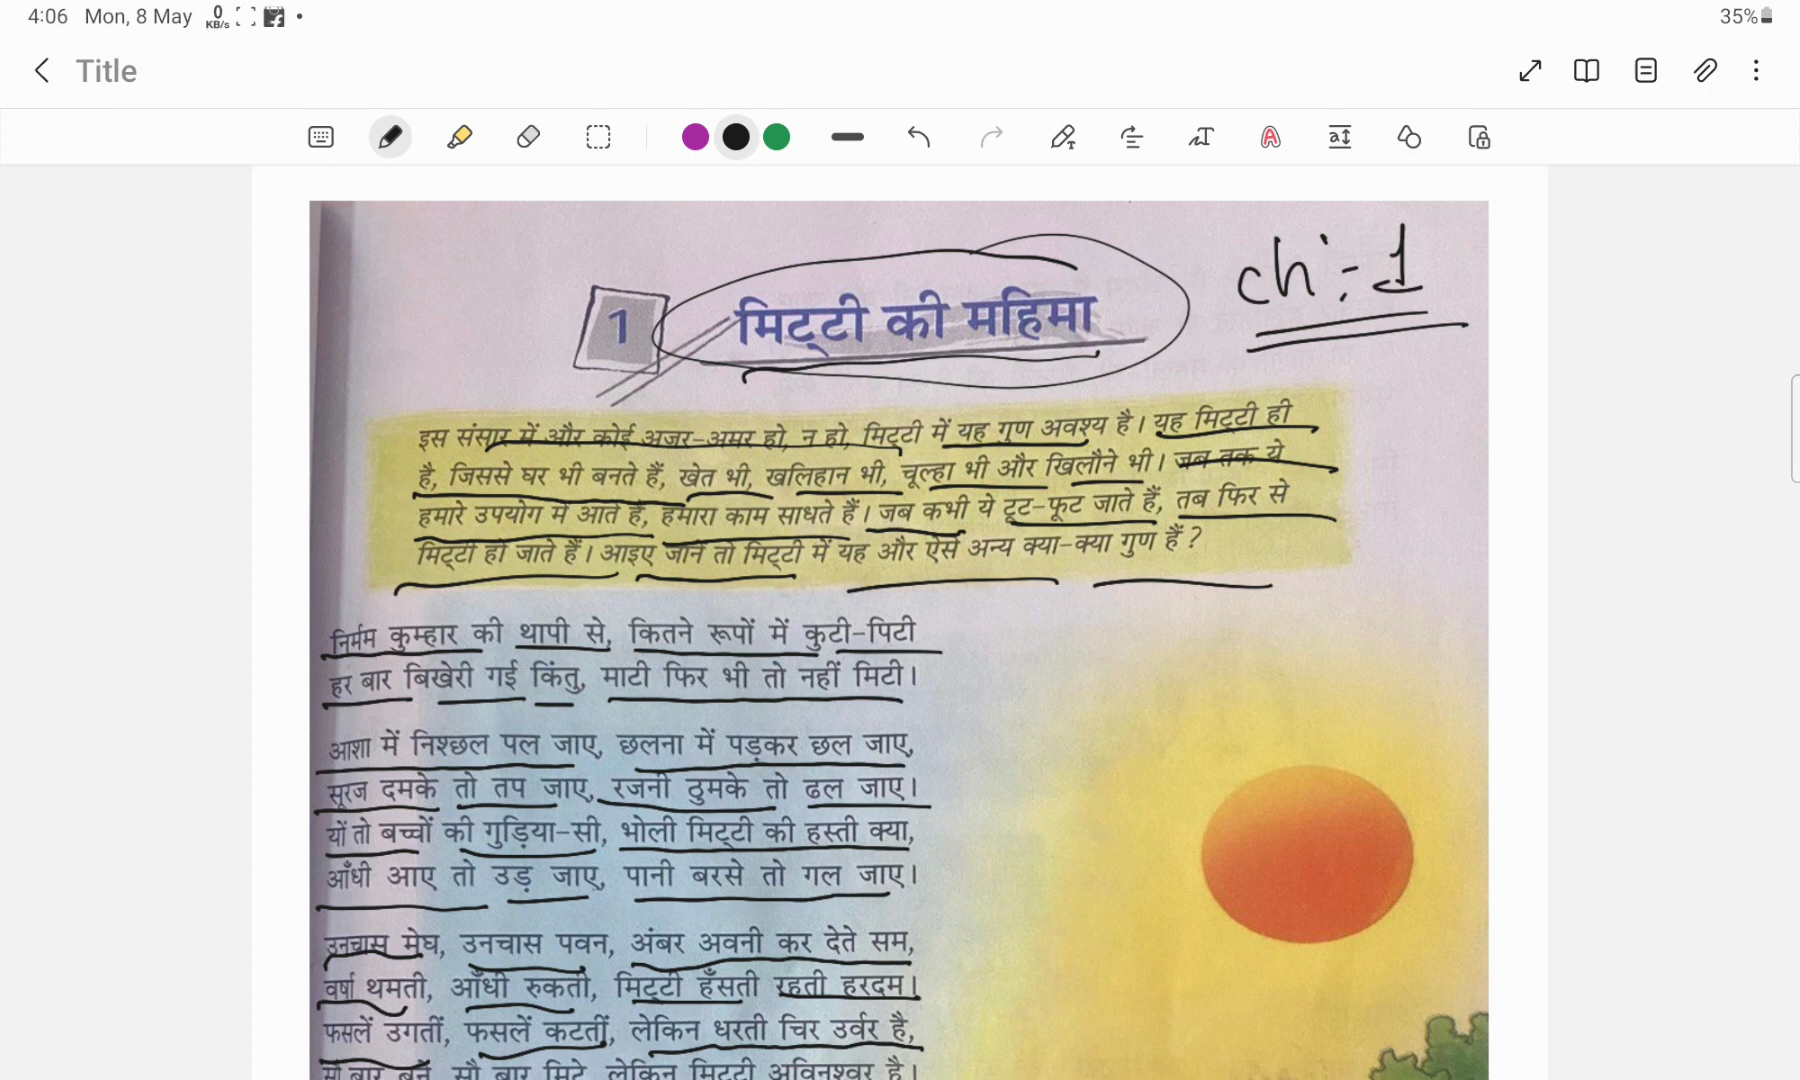 4:06 Mon, 8 May 0 KB/s 35%
Title
ch:-1
1 मिट्टी की महिमा
इस संसार में और कोई अजर-अमर हो, न हो, मिट्टी में यह गुण अवश्य है। यह मिट्टी ही
है, जिससे घर भी बनते हैं, खेत भी, खलिहान भी, चूल्हा भी और खिलौने भी। जब तक ये
हमारे उपयोग में आते हैं, हमारा काम साधते हैं। जब कभी ये टूट-फूट जाते हैं, तब फिर से
मिट्टी हो जाते हैं। आइए जानें तो मिट्टी में यह और ऐसे अन्य क्या-क्या गुण हैं?
निर्मम कुम्हार की थापी से, कितने रूपों में कुटी-पिटी
हर बार बिखेरी गई किंतु, माटी फिर भी तो नहीं मिटी।
आशा में निश्छल पल जाए, छलना में पड़कर छल जाए,
सूरज दमके तो तप जाए, रजनी ठुमके तो ढल जाए।
यों तो बच्चों की गुड़िया-सी, भोली मिट्टी की हस्ती क्या,
आँधी आए तो उड़ जाए, पानी बरसे तो गल जाए।
उनचास मेघ, उनचास पवन, अंबर अवनी कर देते सम,
वर्षा थमती, आँधी रुकती, मिट्टी हँसती रहती हरदम।
फसलें उगतीं, फसलें कटतीं, लेकिन धरती चिर उर्वर है,
सौ बार बनें, सौ बार मिटे, लेकिन मिट्टी अविनश्वर है।